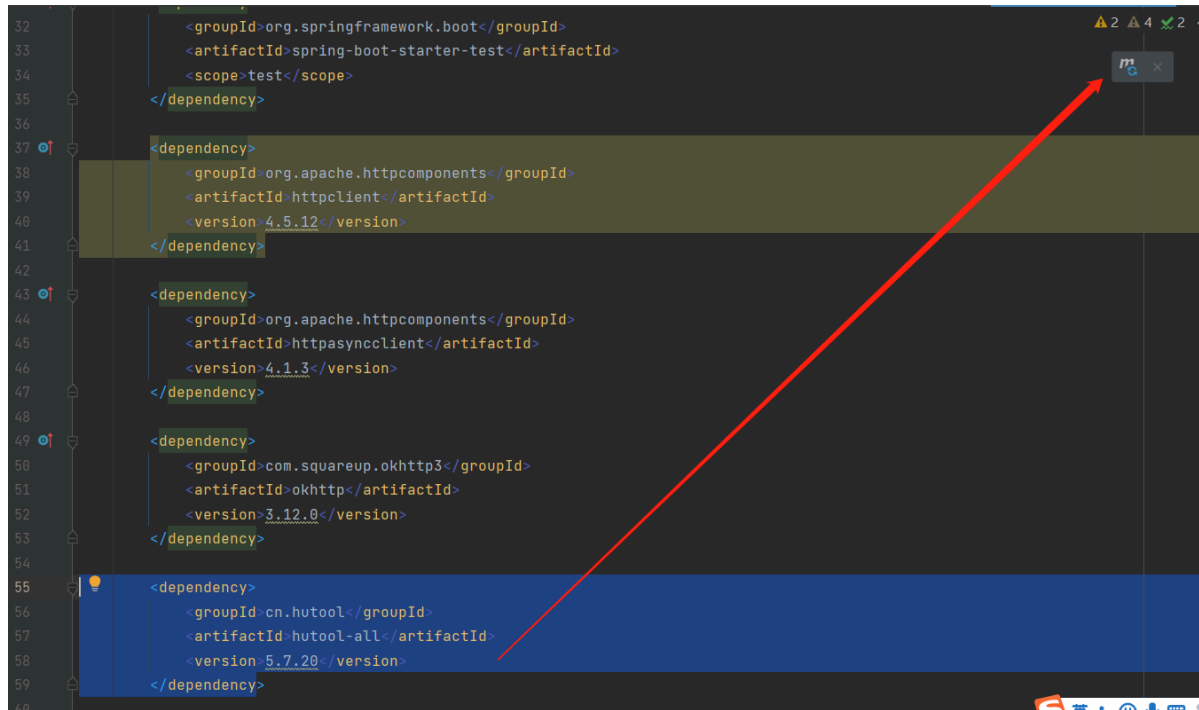 32 <groupId>org.springframework.boot</groupId>
33 <artifactId>spring-boot-starter-test</artifactId>
34 <scope>test</scope>
35 </dependency>
36
37 <dependency>
38 <groupId>org.apache.httpcomponents</groupId>
39 <artifactId>httpclient</artifactId>
40 <version>4.5.12</version>
41 </dependency>
42
43 <dependency>
44 <groupId>org.apache.httpcomponents</groupId>
45 <artifactId>httpasyncclient</artifactId>
46 <version>4.1.3</version>
47 </dependency>
48
49 <dependency>
50 <groupId>com.squareup.okhttp3</groupId>
51 <artifactId>okhttp</artifactId>
52 <version>3.12.0</version>
53 </dependency>
54
55 <dependency>
56 <groupId>cn.hutool</groupId>
57 <artifactId>hutool-all</artifactId>
58 <version>5.7.20</version>
59 </dependency>
2 4 2
m